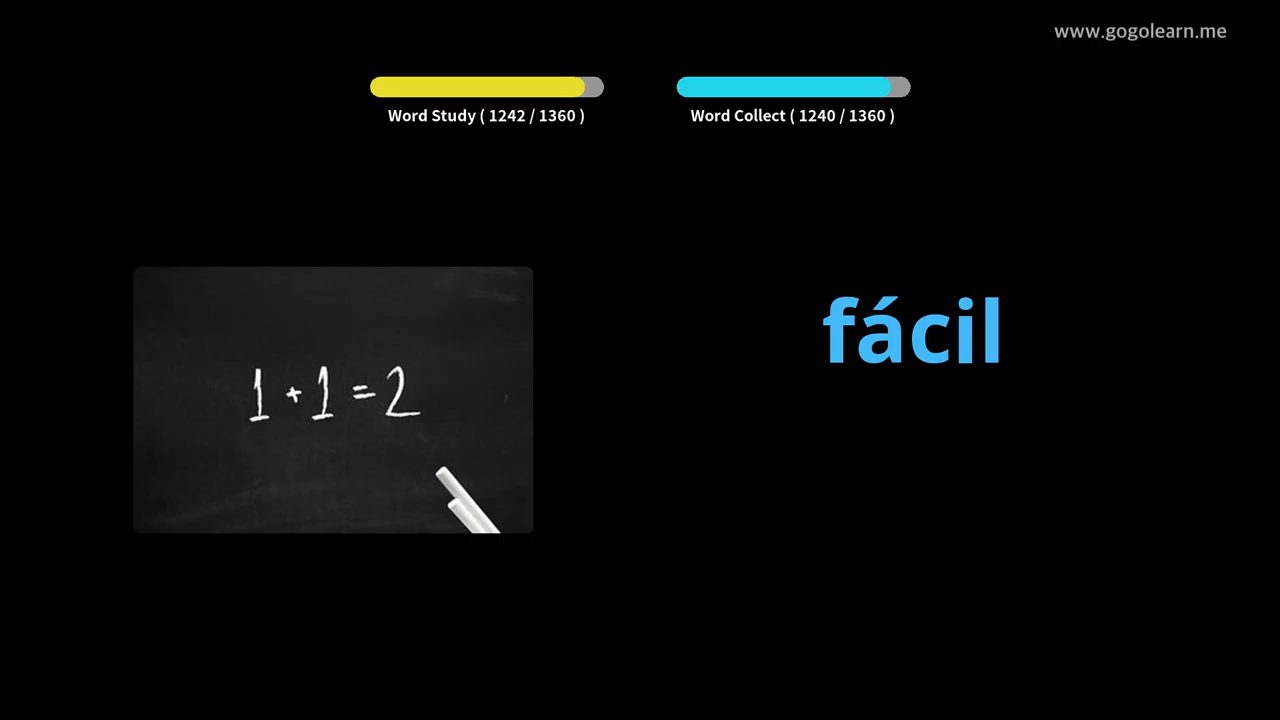 www.gogolearn.me
Word Study ( 1242 / 1360 )
Word Collect ( 1240 / 1360 )
1 + 1 = 2
fácil